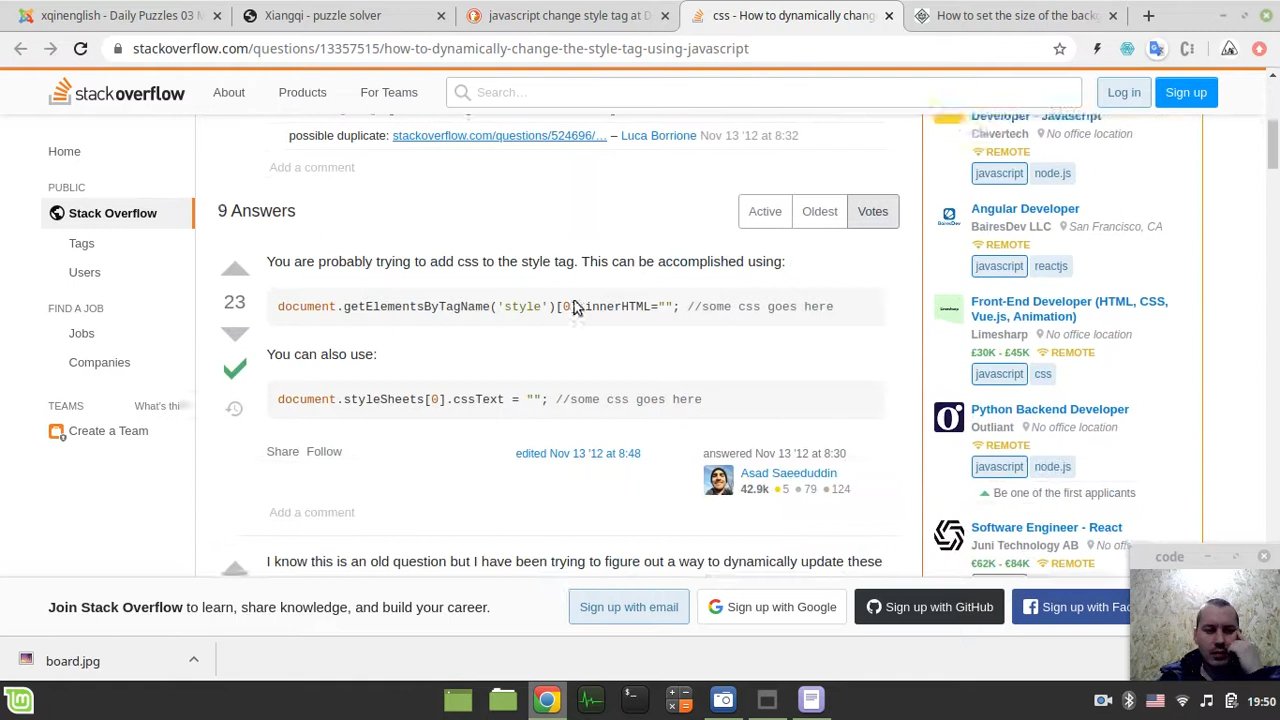 xqinenglish - Daily Puzzles 03 M
Xiangqi - puzzle solver
javascript change style tag at D
css - How to dynamically chang
How to set the size of the back
stackoverflow.com/questions/13357515/how-to-dynamically-change-the-style-tag-using-javascript
stackoverflow
About
Products
For Teams
Search…
Log in
Sign up
possible duplicate: stackoverflow.com/questions/524696/… – Luca Borrione Nov 13 '12 at 8:32
Add a comment
Home
PUBLIC
Stack Overflow
Tags
Users
FIND A JOB
Jobs
Companies
TEAMS
What's thi
Create a Team
9 Answers
Active
Oldest
Votes
23
You are probably trying to add css to the style tag. This can be accomplished using:
document.getElementsByTagName('style')[0].innerHTML=""; //some css goes here
You can also use:
document.styleSheets[0].cssText = ""; //some css goes here
Share Follow
edited Nov 13 '12 at 8:48
answered Nov 13 '12 at 8:30
Asad Saeeduddin
42.9k 5 79 124
Add a comment
I know this is an old question but I have been trying to figure out a way to dynamically update these
Developer - Javascript
Clevertech No office location
REMOTE
javascript node.js
Angular Developer
BairesDev LLC San Francisco, CA
REMOTE
javascript reactjs
Front-End Developer (HTML, CSS,
Vue.js, Animation)
Limesharp No office location
£30K - £45K REMOTE
javascript css
Python Backend Developer
Outliant No office location
REMOTE
javascript node.js
Be one of the first applicants
Software Engineer - React
Juni Technology AB No offi
€62K - €84K REMOTE
code
Join Stack Overflow to learn, share knowledge, and build your career.
Sign up with email
Sign up with Google
Sign up with GitHub
Sign up with Fac
board.jpg
19:50